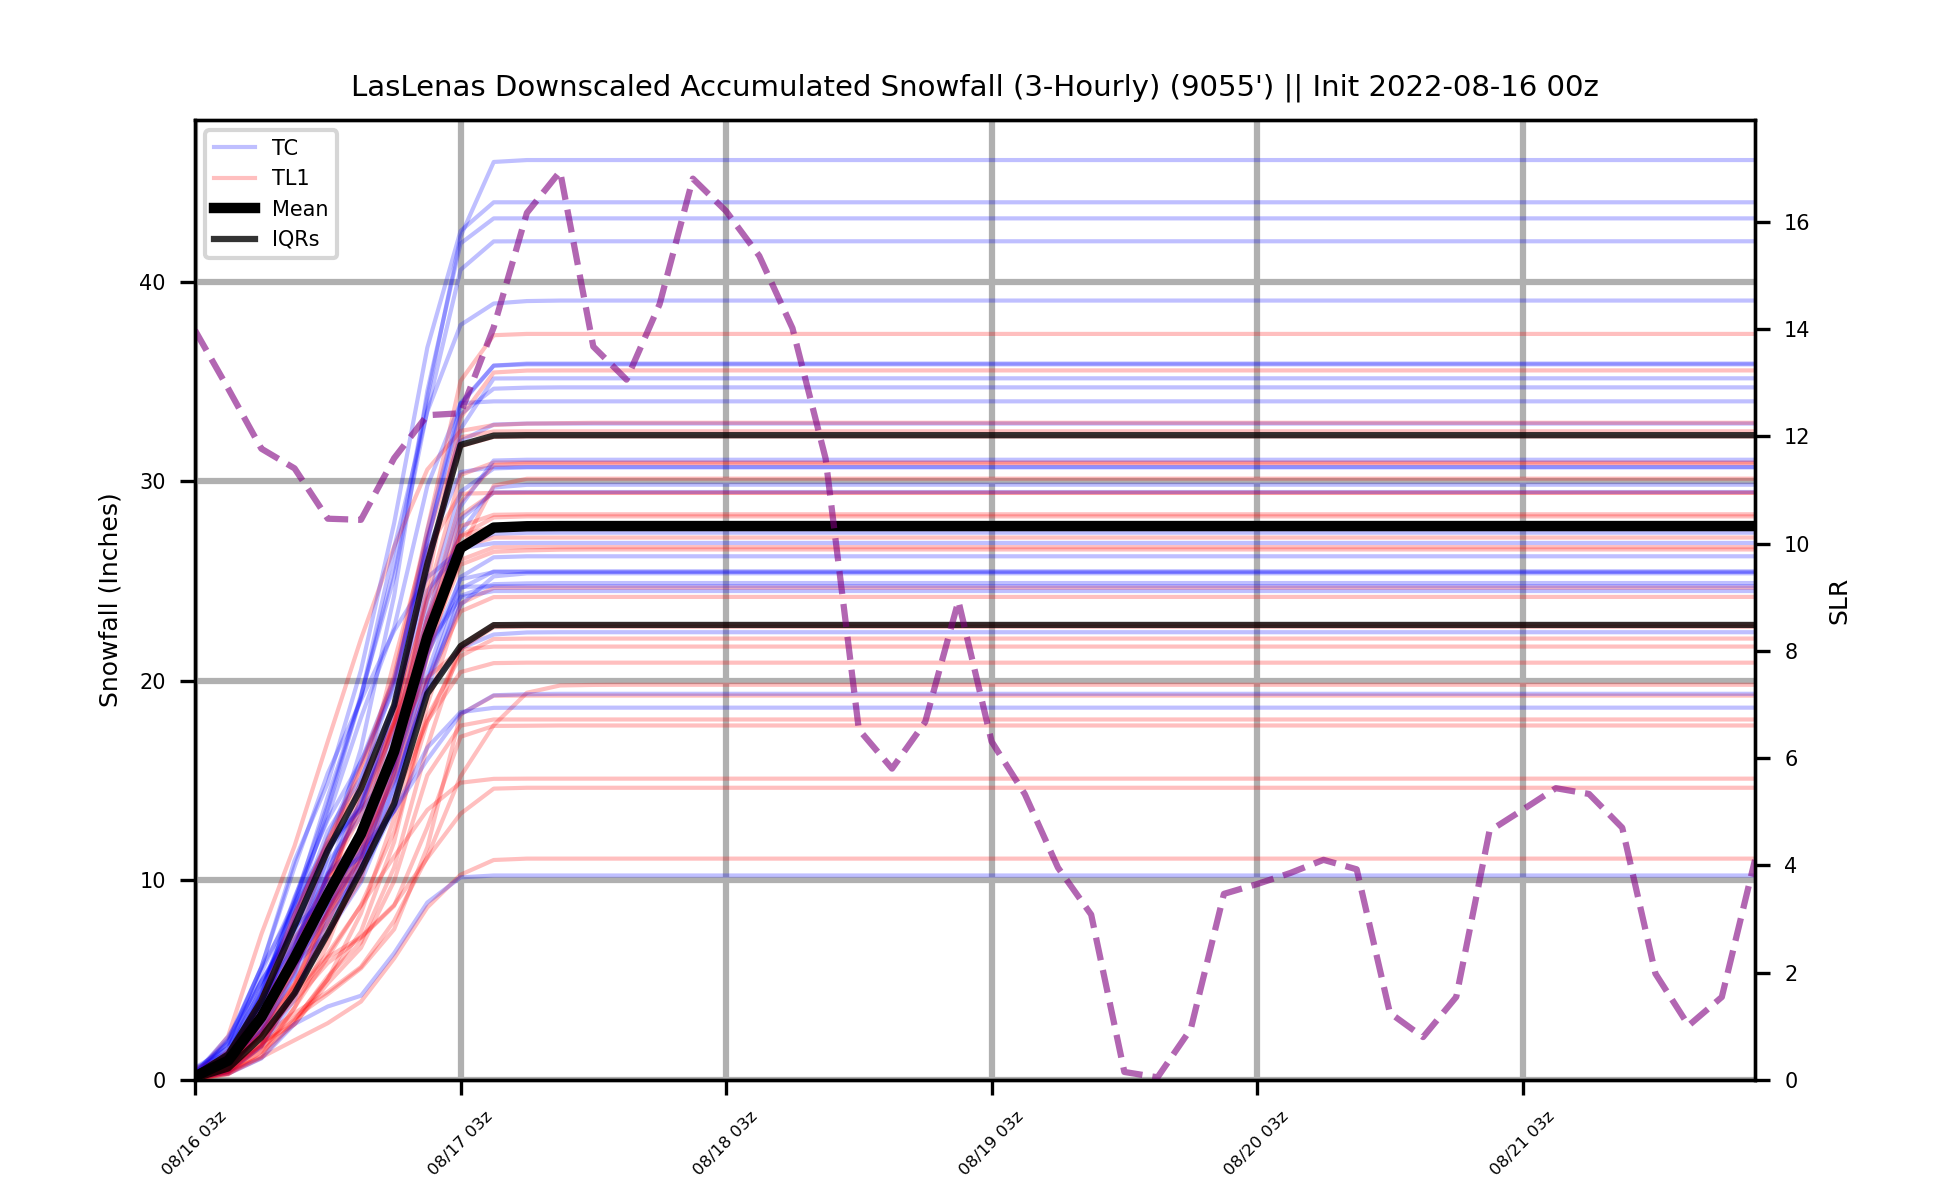 LasLenas Downscaled Accumulated Snowfall (3-Hourly) (9055') || Init 2022-08-16 00z
TC
TL1
Mean
IQRs
Snowfall (Inches)
40
30
20
10
0
SLR
16
14
12
10
8
6
4
2
0
08/16 03z
08/17 03z
08/18 03z
08/19 03z
08/20 03z
08/21 03z